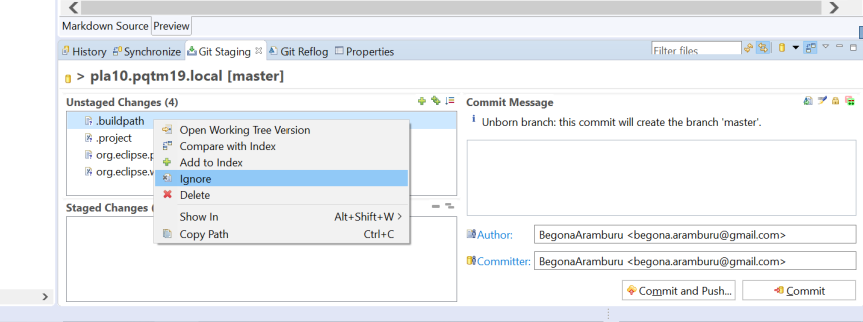 Markdown Source Preview
History Synchronize Git Staging Git Reflog Properties Filter files
> pla10.pqtm19.local [master]
Unstaged Changes (4)
.buildpath
.project
org.eclipse.p
org.eclipse.v
Open Working Tree Version
Compare with Index
Add to Index
Ignore
Delete
Show In Alt+Shift+W >
Copy Path Ctrl+C
Staged Changes (
Commit Message
Unborn branch: this commit will create the branch 'master'.
Author: BegonaAramburu <begona.aramburu@gmail.com>
Committer: BegonaAramburu <begona.aramburu@gmail.com>
Commit and Push... Commit